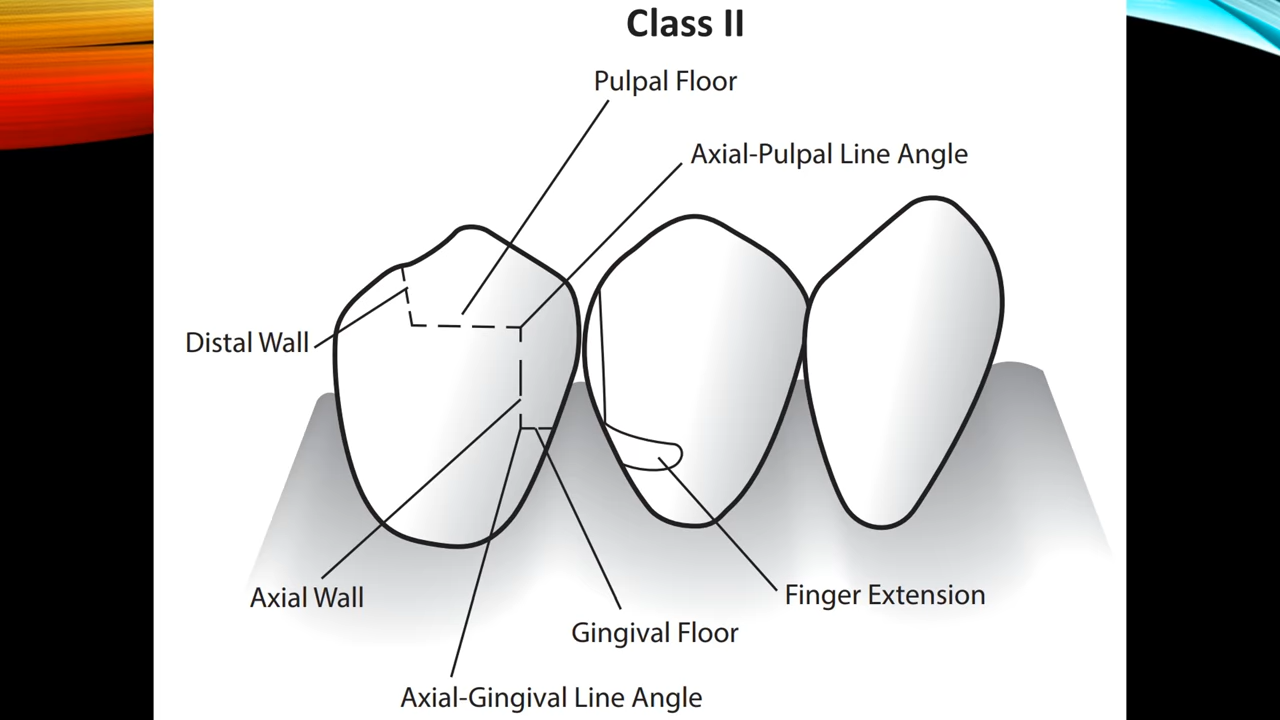 Class II
Pulpal Floor
Axial-Pulpal Line Angle
Distal Wall
Axial Wall
Finger Extension
Gingival Floor
Axial-Gingival Line Angle